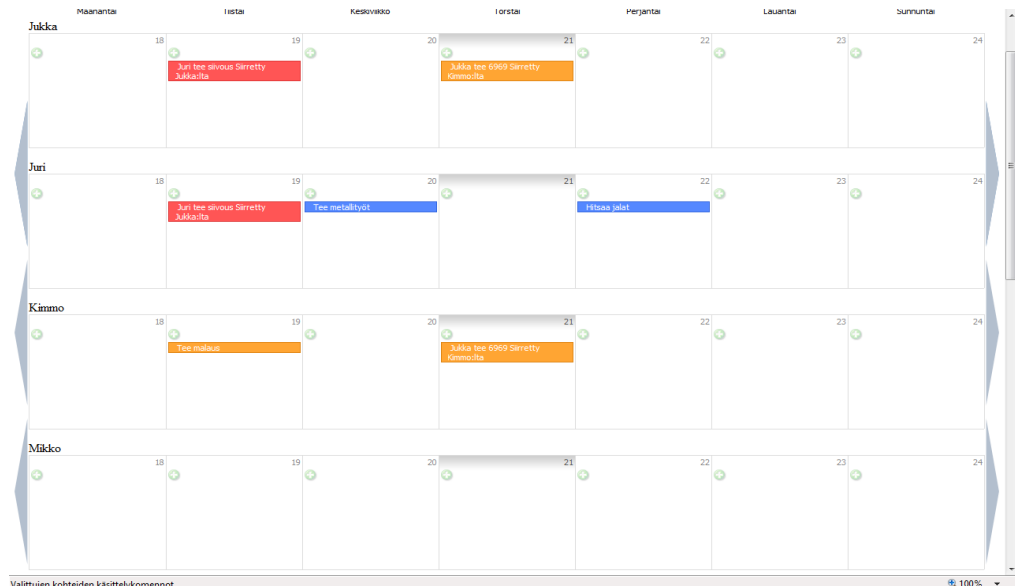 Maanantai Tiistai Keskiviikko Torstai Perjantai Lauantai Sunnuntai
Jukka
18 19 20 21 22 23 24
Juri tee siivous Siirretty
Jukka:lta
Jukka tee 6969 Siirretty
Kimmo:lta
Juri
18 19 20 21 22 23 24
Juri tee siivous Siirretty
Jukka:lta
Tee metallityöt
Hitsaa jalat
Kimmo
18 19 20 21 22 23 24
Tee malaus
Jukka tee 6969 Siirretty
Kimmo:lta
Mikko
18 19 20 21 22 23 24
Valittujen kohteiden käsittelykomennot
100%